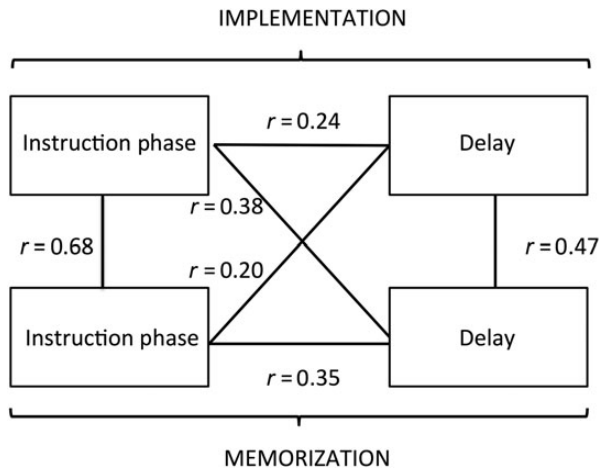 IMPLEMENTATION
Instruction phase
r = 0.24
Delay
r = 0.38
r = 0.68
r = 0.47
r = 0.20
Instruction phase
Delay
r = 0.35
MEMORIZATION